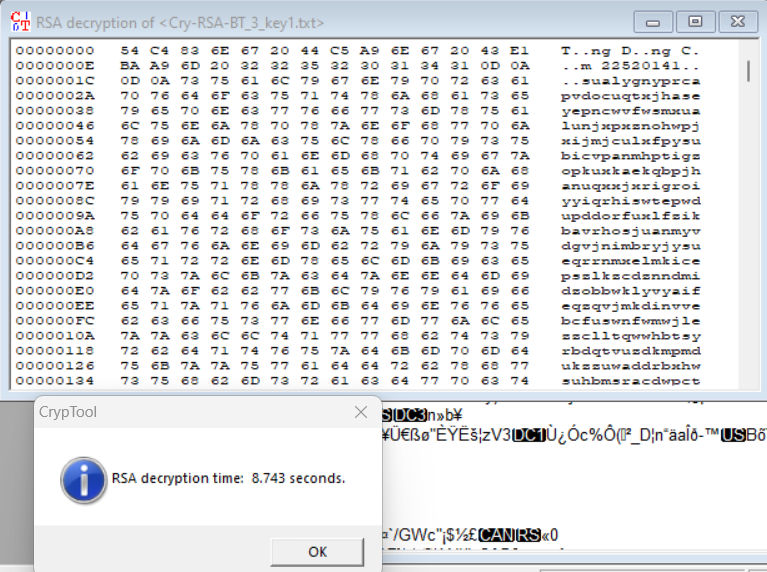 RSA decryption of <Cry-RSA-BT_3_key1.txt>
00000000 54 C4 83 6E 67 20 44 C5 A9 6E 67 20 43 E1 T..ng D..ng C.
0000000E BA A9 6D 20 32 32 35 32 30 31 34 31 0D 0A ..m 22520141..
0000001C 0D 0A 73 75 61 6C 79 67 6E 79 70 72 63 61 ..sualygnyprca
0000002A 70 76 64 6F 63 75 71 74 78 6A 68 61 73 65 pvdocuqtxjhase
00000038 79 65 70 6E 63 77 76 66 77 73 6D 78 75 61 yepncwvfwsmxua
00000046 6C 75 6E 6A 78 70 78 7A 6E 6F 68 77 70 6A lunjxpxznohwpj
00000054 78 69 6A 6D 6A 63 75 6C 78 66 70 79 73 75 xijmjculxfpysu
00000062 62 69 63 76 70 61 6E 6D 68 70 74 69 67 7A bicvpanmhptigz
00000070 6F 70 6B 75 78 6B 61 65 6B 71 62 70 6A 68 opkuxkaekqbpjh
0000007E 61 6E 75 71 78 78 6A 78 72 69 67 72 6F 69 anuqxxjxrigroi
0000008C 79 79 69 71 72 68 69 73 77 74 65 70 77 64 yyiqrhiswtepwd
0000009A 75 70 64 64 6F 72 66 75 78 6C 66 7A 69 6B upddorfuxlfzik
000000A8 62 61 76 72 68 6F 73 6A 75 61 6E 6D 79 76 bavrhosjuanmyv
000000B6 64 67 76 6A 6E 69 6D 62 72 79 6A 79 73 75 dgvjnimbryjysu
000000C4 65 71 72 72 6E 6D 78 65 6C 6D 6B 69 63 65 eqrrnmxelmkice
000000D2 70 73 7A 6C 6B 7A 63 64 7A 6E 6E 64 6D 69 pszlkzcdznndmi
000000E0 64 7A 6F 62 62 77 6B 6C 79 76 79 61 69 66 dzobbwklyvyaif
000000EE 65 71 7A 71 76 6A 6D 6B 64 69 6E 76 76 65 eqzqvjmkdinvve
000000FC 62 63 66 75 73 77 6E 66 77 6D 77 6A 6C 65 bcfuswnfwmwjle
0000010A 7A 7A 63 6C 6C 74 71 77 77 68 62 74 73 79 zzclltqwwhbtsy
00000118 72 62 64 71 74 76 75 7A 64 6B 6D 70 6D 64 rbdqtvuzdkmpmd
00000126 75 6B 7A 7A 75 77 61 64 64 72 62 78 68 77 ukzzuwaddrbxhw
00000134 73 75 68 62 6D 73 72 61 63 64 77 70 63 74 suhbmsracdwpct
DC3n»b¥
CrypTool
RSA decryption time: 8.743 seconds.
OK